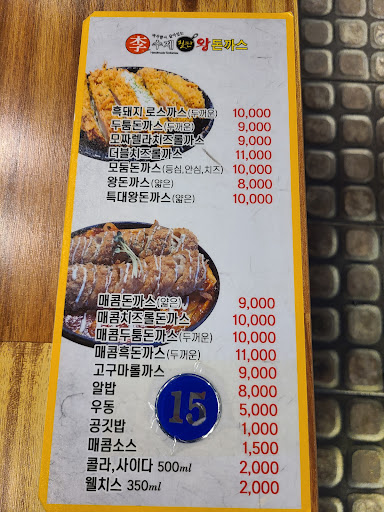 李 수제 왕돈까스
흑돼지 로스까스(두꺼운) 10,000
두툼돈까스(두꺼운) 9,000
모짜렐라치즈롤까스 9,000
더블치즈롤까스 11,000
모둠돈까스(등심,안심,치즈) 10,000
왕돈까스(얇은) 8,000
특대왕돈까스(얇은) 10,000
매콤돈까스(얇은) 9,000
매콤치즈롤돈까스 10,000
매콤두툼돈까스(두꺼운) 10,000
매콤흑돈까스(두꺼운) 11,000
고구마롤까스 9,000
알밥 8,000
우동 5,000
공깃밥 1,000
매콤소스 1,500
콜라,사이다 500ml 2,000
웰치스 350ml 2,000
15